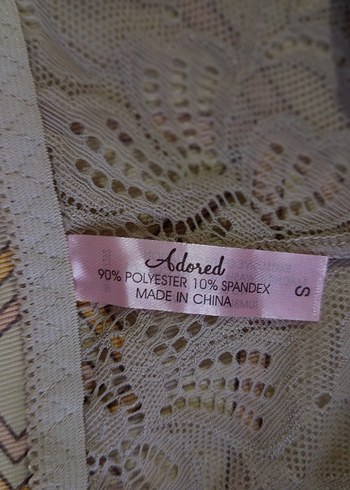 Adored
90% POLYESTER 10% SPANDEX
MADE IN CHINA
S